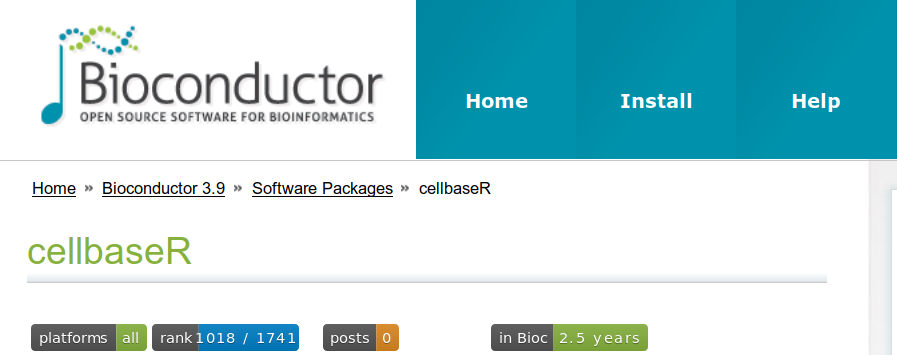 Bioconductor
OPEN SOURCE SOFTWARE FOR BIOINFORMATICS
Home Install Help
Home » Bioconductor 3.9 » Software Packages » cellbaseR
cellbaseR
platforms all rank 1018 / 1741 posts 0 in Bioc 2.5 years